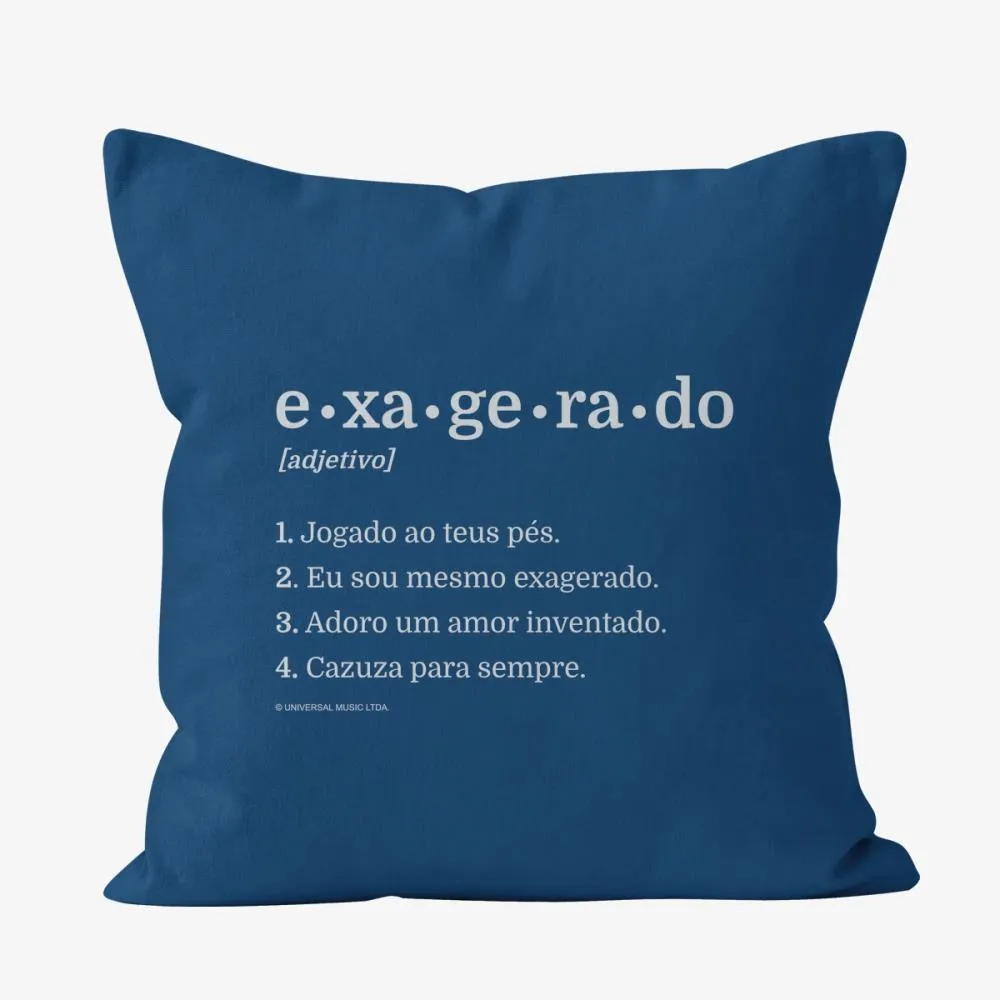 e•xa•ge•ra•do
[adjetivo]
1. Jogado ao teus pés.
2. Eu sou mesmo exagerado.
3. Adoro um amor inventado.
4. Cazuza para sempre.
© UNIVERSAL MUSIC LTDA.